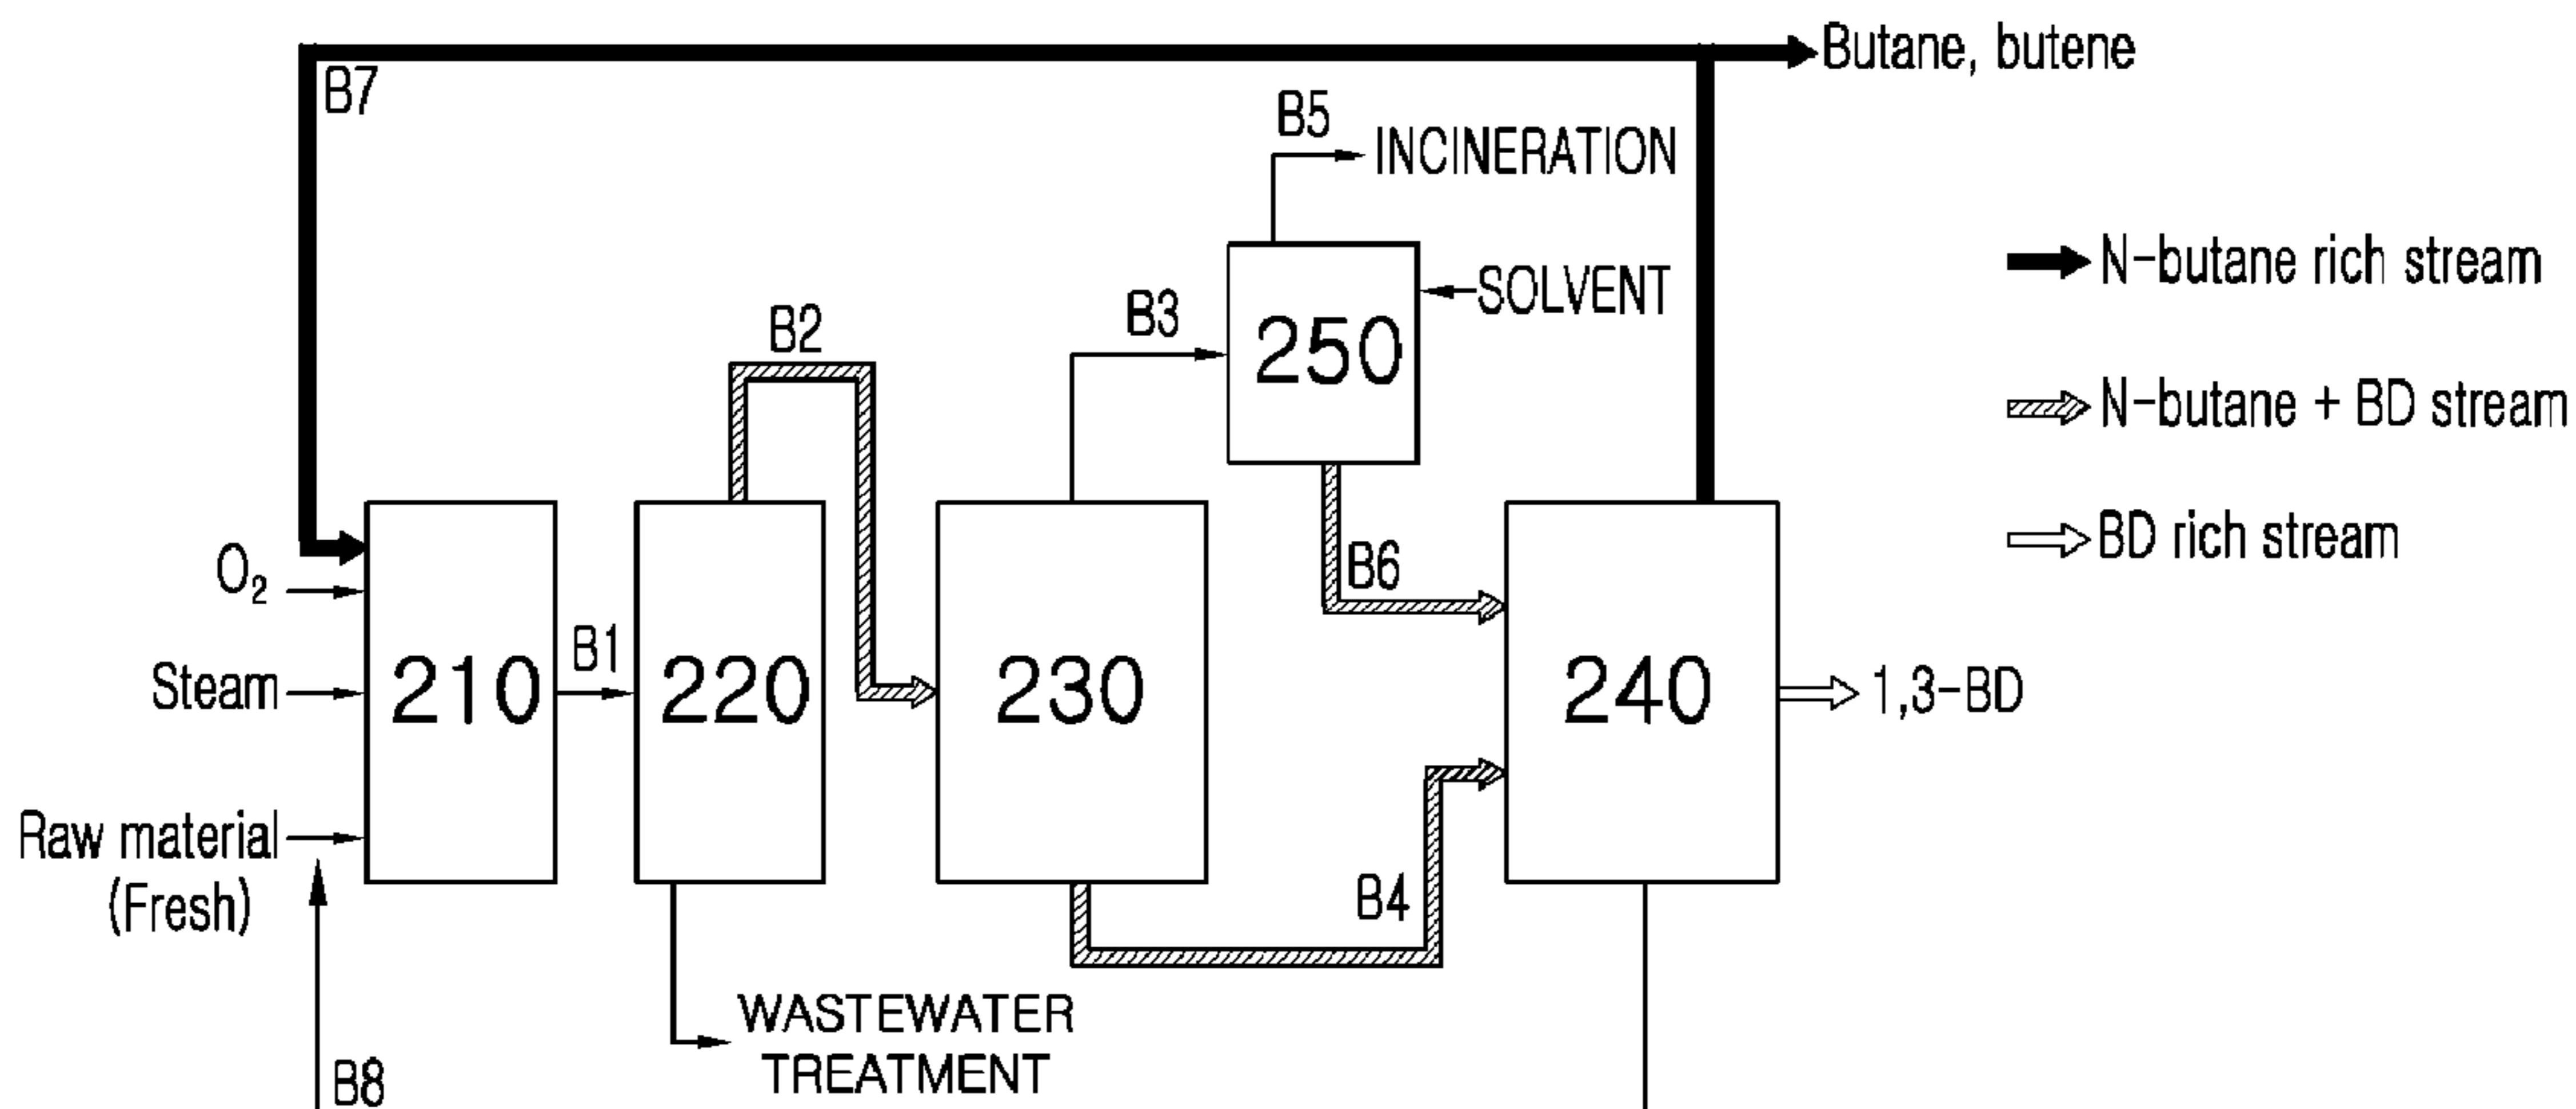 Butane, butene
B7
B5
INCINERATION
N-butane rich stream
SOLVENT
B3
B2
250
N-butane + BD stream
BD rich stream
O₂
B6
B1
Steam
210
220
230
240
1,3-BD
Raw material
(Fresh)
B4
WASTEWATER
TREATMENT
B8